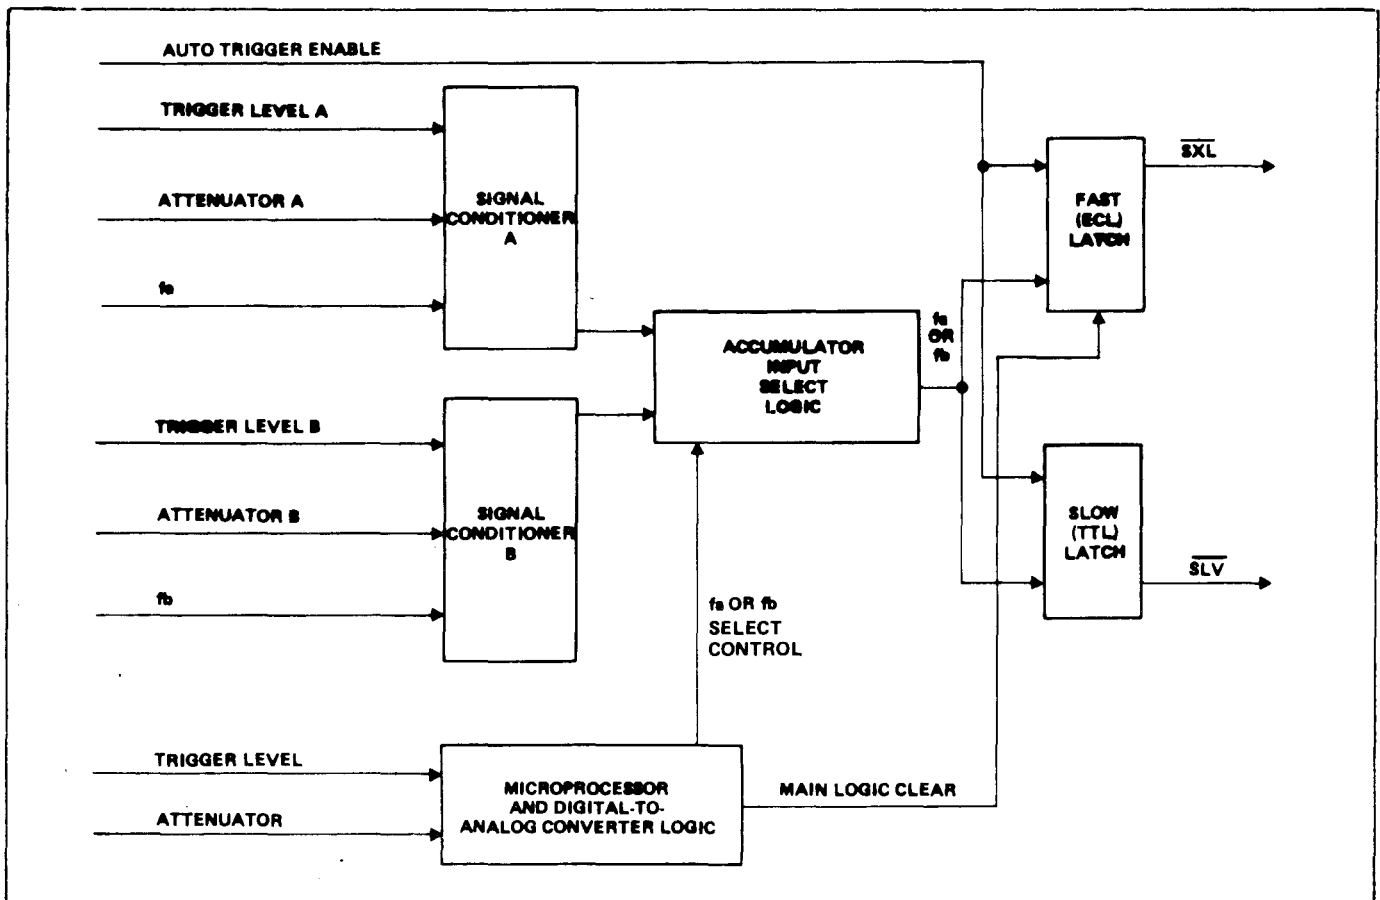 AUTO TRIGGER ENABLE
TRIGGER LEVEL A
ATTENUATOR A
fa
SIGNAL
CONDITIONER
A
TRIGGER LEVEL B
ATTENUATOR B
fb
SIGNAL
CONDITIONER
B
ACCUMULATOR
INPUT
SELECT
LOGIC
fa
OR
fb
FAST
(ECL)
LATCH
SXL
SLOW
(TTL)
LATCH
SLV
fa OR fb
SELECT
CONTROL
TRIGGER LEVEL
ATTENUATOR
MICROPROCESSOR
AND DIGITAL-TO-
ANALOG CONVERTER LOGIC
MAIN LOGIC CLEAR